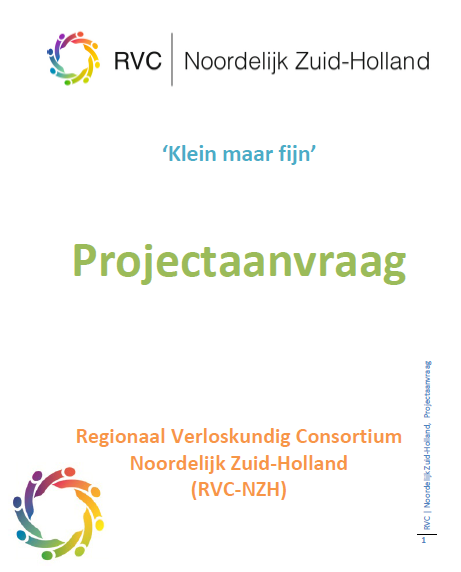 RVC | Noordelijk Zuid-Holland
‘Klein maar fijn’
Projectaanvraag
Regionaal Verloskundig Consortium
Noordelijk Zuid-Holland
(RVC-NZH)
RVC | Noordelijk Zuid-Holland, Projectaanvraag
1